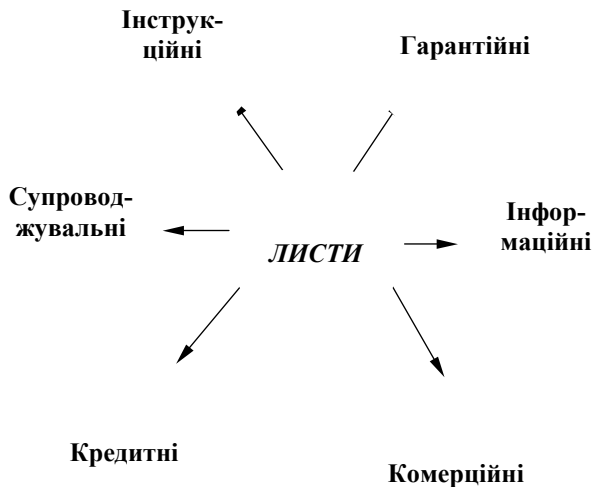 Інструк-
ційні
Гарантійні
Супровод-
жувальні
ЛИСТИ
Інфор-
маційні
Кредитні
Комерційні